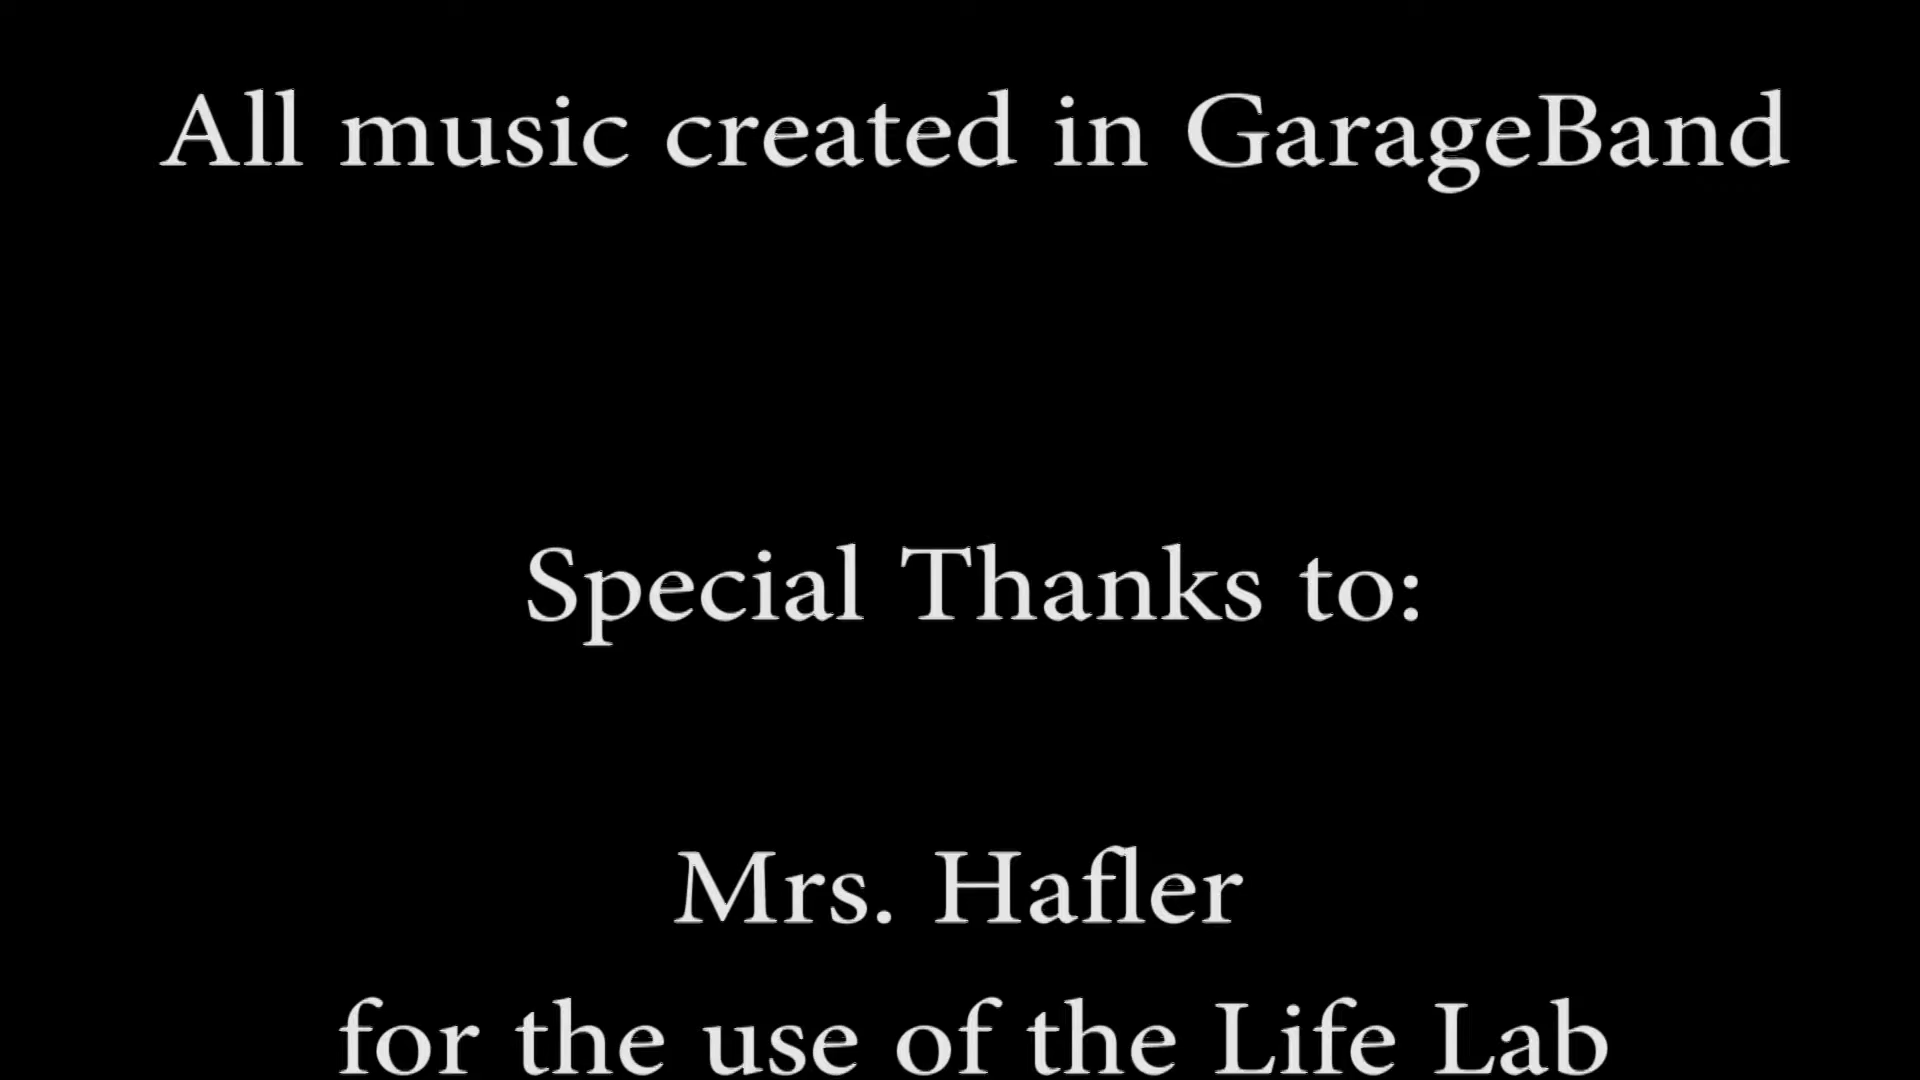 All music created in GarageBand
Special Thanks to:
Mrs. Hafler
for the use of the Life Lab